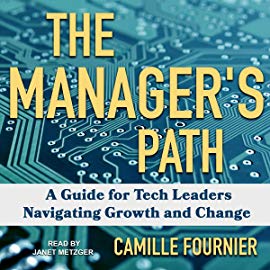 THE
MANAGER'S
PATH
A Guide for Tech Leaders
Navigating Growth and Change
READ BY
JANET METZGER
CAMILLE FOURNIER